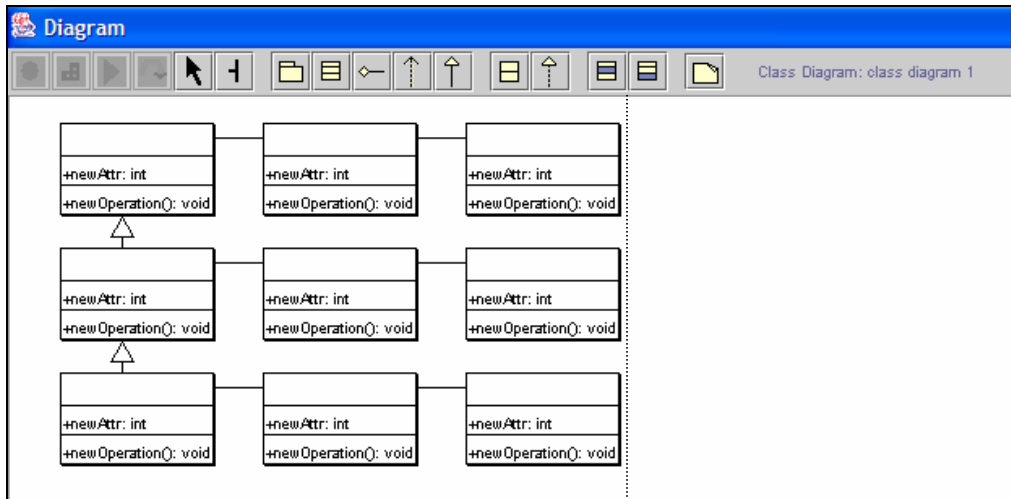 Diagram
Class Diagram: class diagram 1
+newAttr: int
+newOperation(): void
+newAttr: int
+newOperation(): void
+newAttr: int
+newOperation(): void
+newAttr: int
+newOperation(): void
+newAttr: int
+newOperation(): void
+newAttr: int
+newOperation(): void
+newAttr: int
+newOperation(): void
+newAttr: int
+newOperation(): void
+newAttr: int
+newOperation(): void